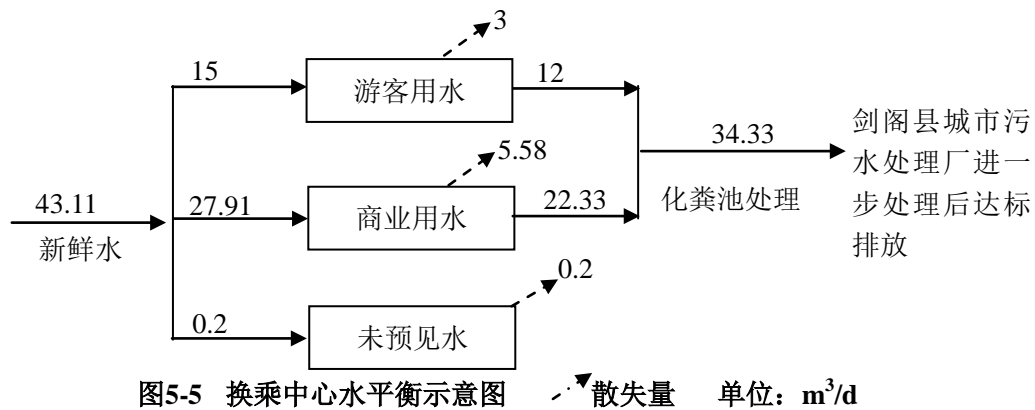 3
15
游客用水
12
5.58
34.33
剑阁县城市污
水处理厂进一
步处理后达标
排放
43.11
新鲜水
27.91
商业用水
22.33
化粪池处理
0.2
0.2
未预见水
图5-5 换乘中心水平衡示意图 散失量 单位：m³/d